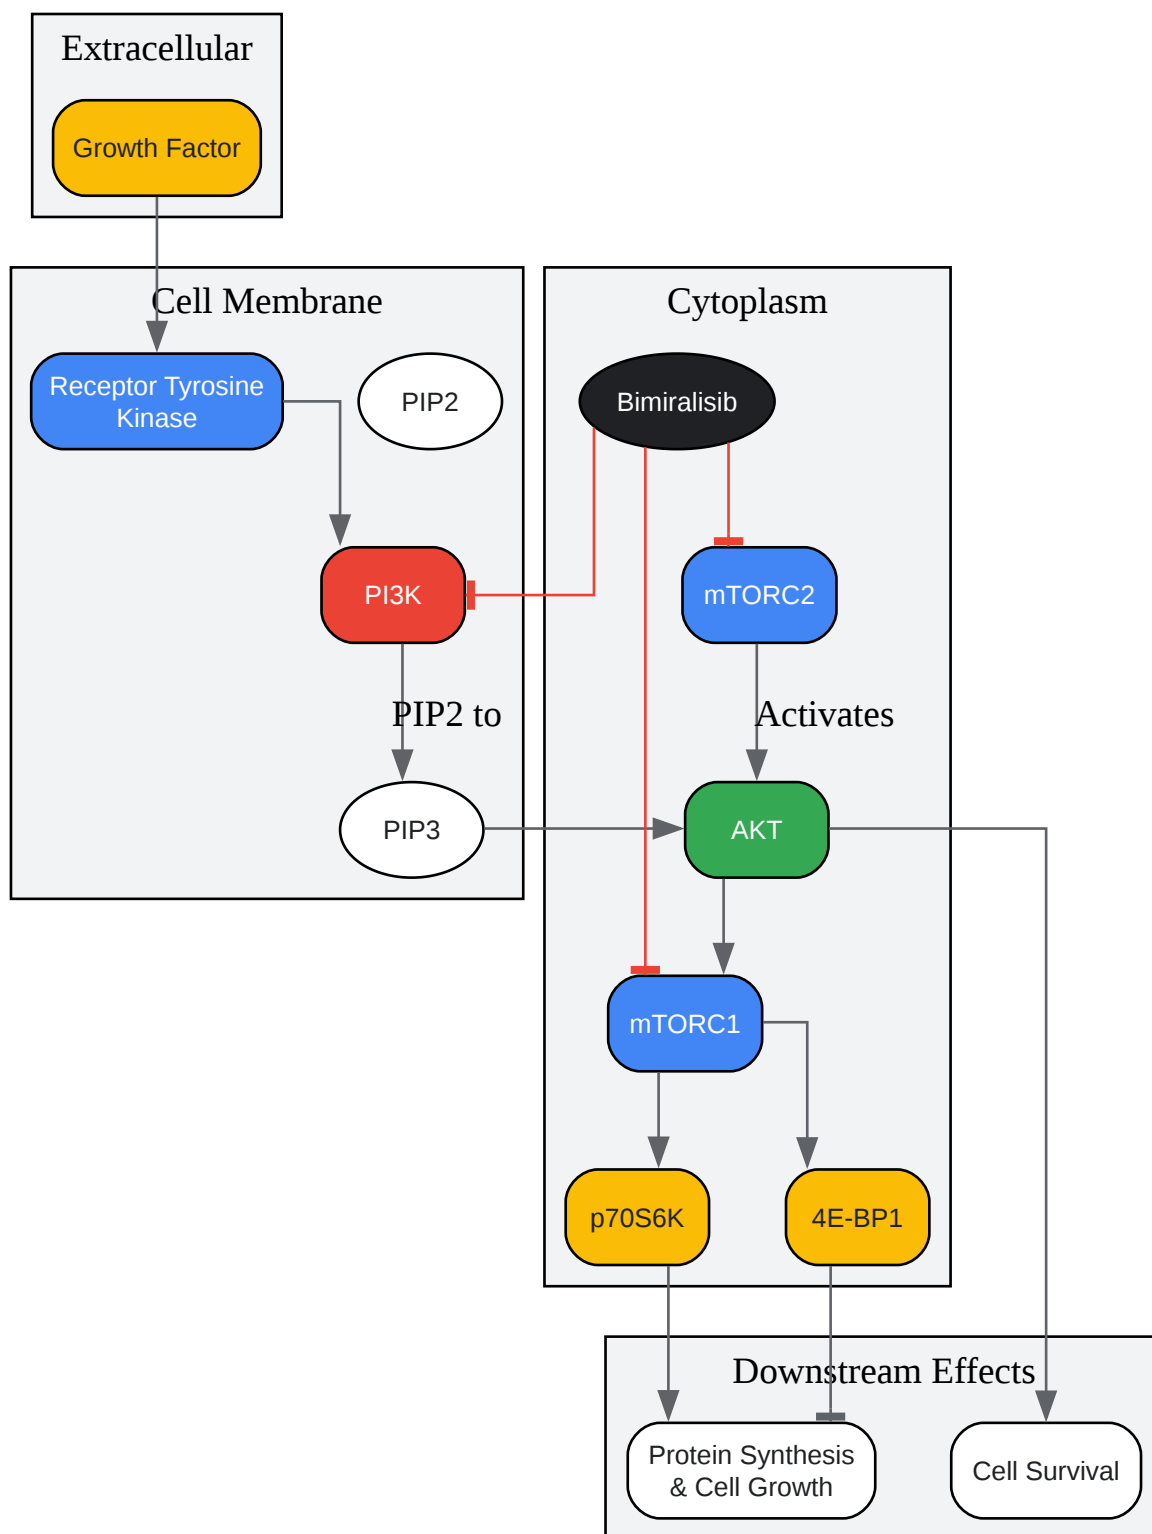 Extracellular
Growth Factor
Cell Membrane
Cytoplasm
Receptor Tyrosine
Kinase
PIP2
Bimiralisib
PI3K
mTORC2
PIP2 to
Activates
PIP3
AKT
mTORC1
p70S6K
4E-BP1
Downstream Effects
Protein Synthesis
& Cell Growth
Cell Survival